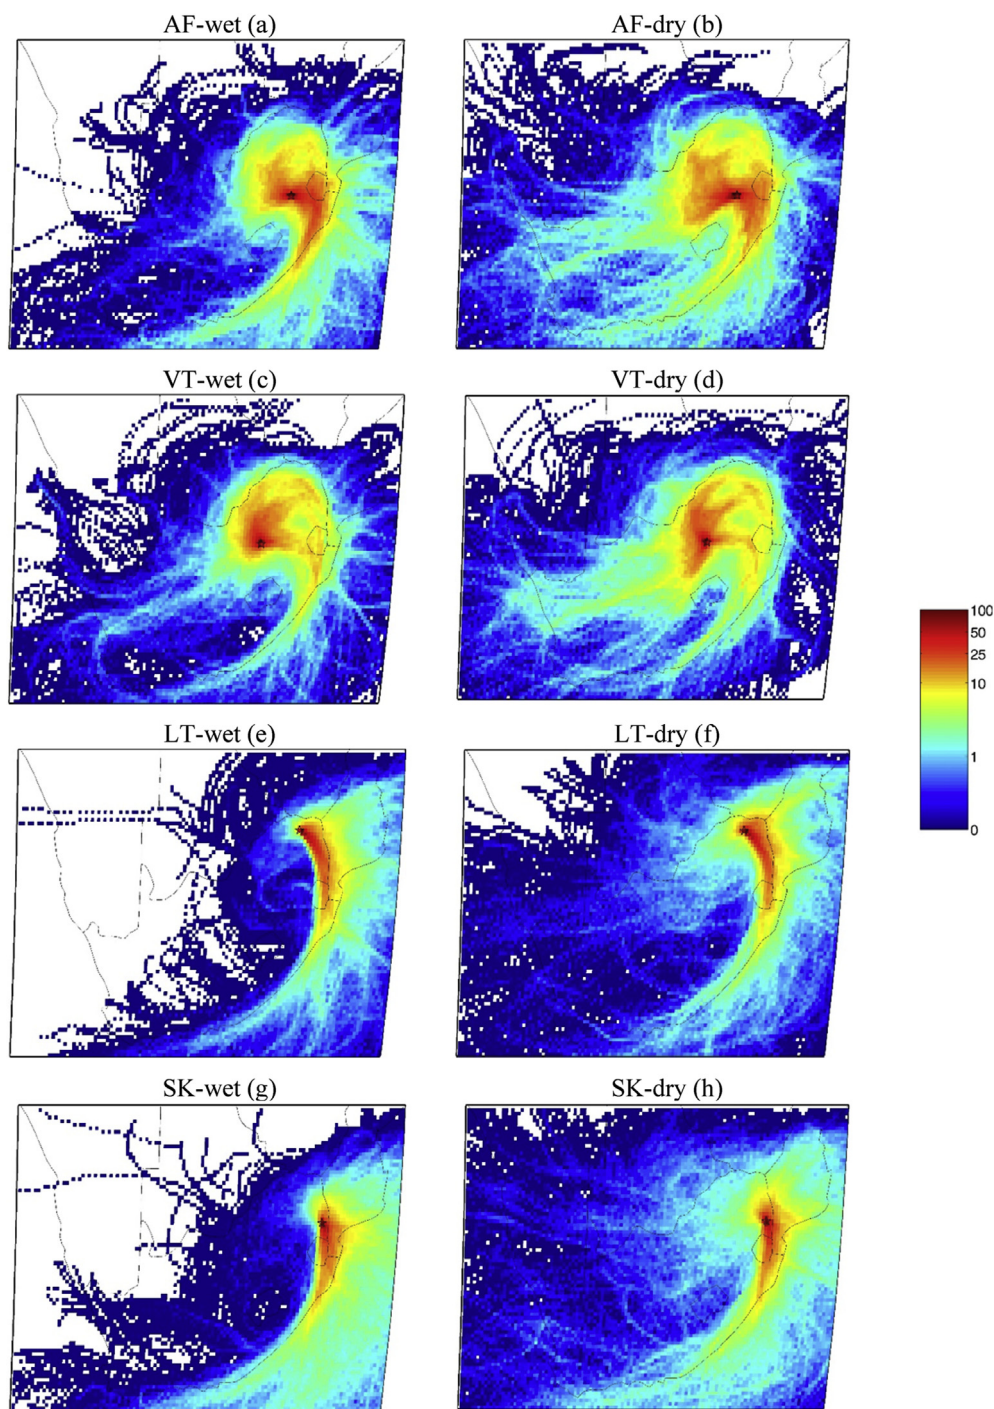 AF-wet (a)
AF-dry (b)
VT-wet (c)
VT-dry (d)
100
50
25
10
1
0
LT-wet (e)
LT-dry (f)
SK-wet (g)
SK-dry (h)